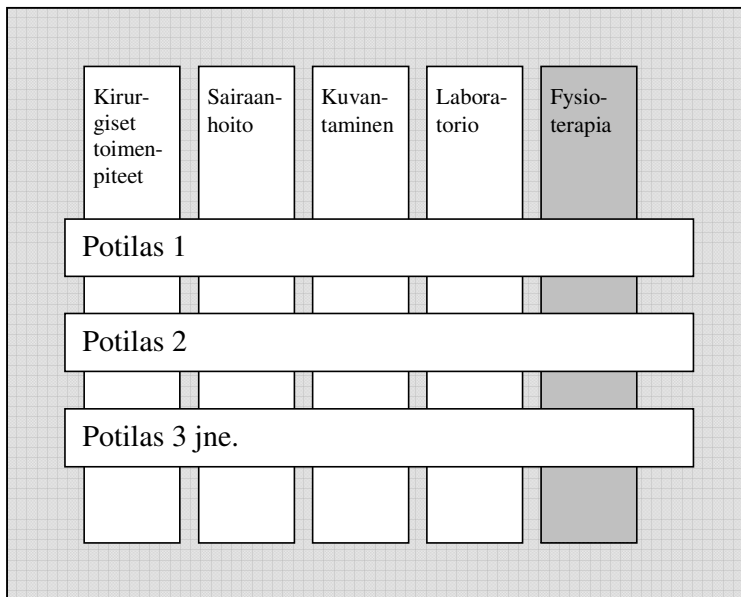 Kirur-
giset
toimen-
piteet
Sairaan-
hoito
Kuvan-
taminen
Labora-
torio
Fysio-
terapia
Potilas 1
Potilas 2
Potilas 3 jne.